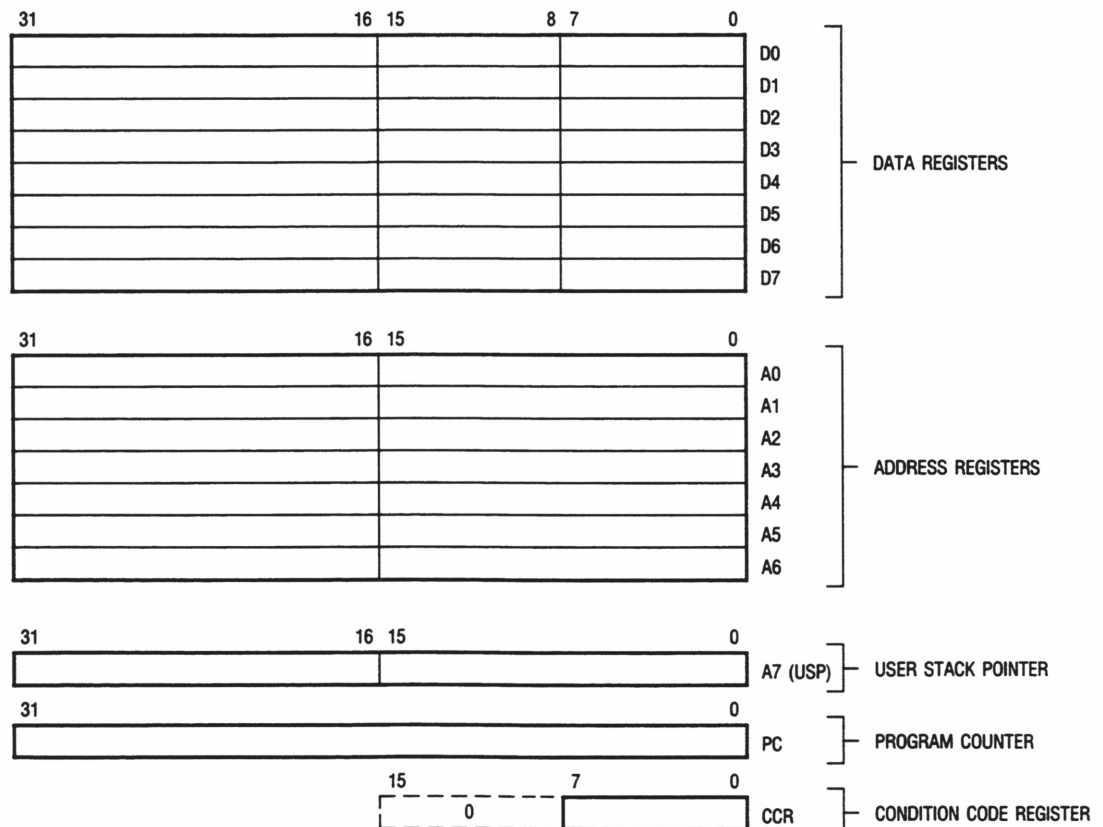 31 16 15 8 7 0
D0
D1
D2
D3
D4
D5
D6
D7
DATA REGISTERS
31 16 15 0
A0
A1
A2
A3
A4
A5
A6
ADDRESS REGISTERS
31 16 15 0
A7 (USP) USER STACK POINTER
31 0
PC PROGRAM COUNTER
15 7 0
0 CCR CONDITION CODE REGISTER